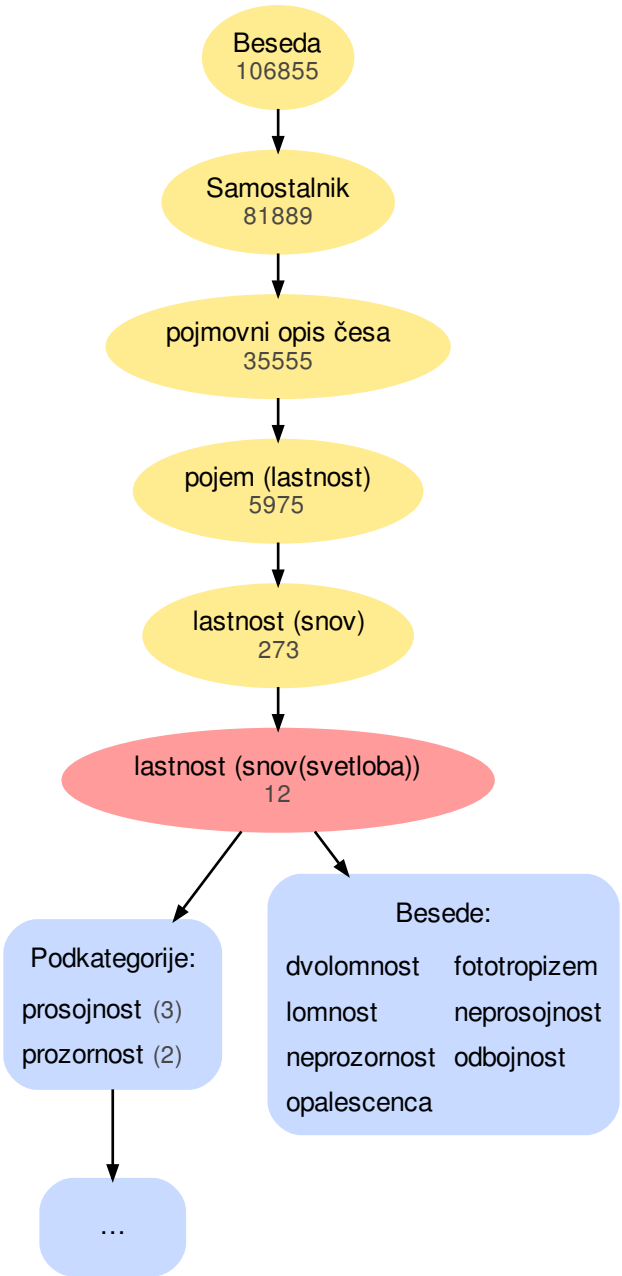 Beseda
106855
Samostalnik
81889
pojmovni opis česa
35555
pojem (lastnost)
5975
lastnost (snov)
273
lastnost (snov(svetloba))
12
Podkategorije:
prosojnost (3)
prozornost (2)
...
Besede:
dvolomnost fototropizem
lomnost neprosojnost
neprozornost odbojnost
opalescenca